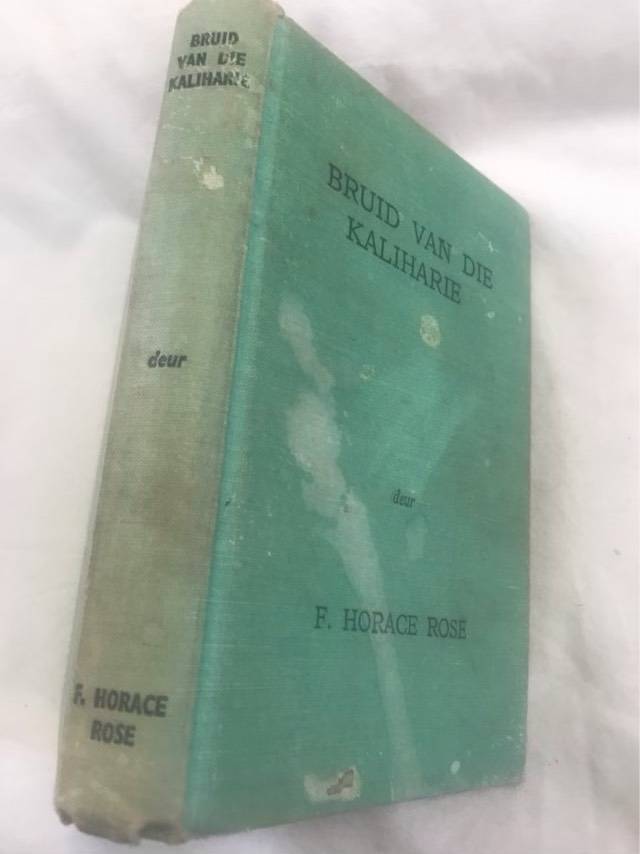 BRUID
VAN DIE
KALIHARIE
deur
F. HORACE
ROSE
BRUID VAN DIE
KALIHARIE
deur
F. HORACE ROSE